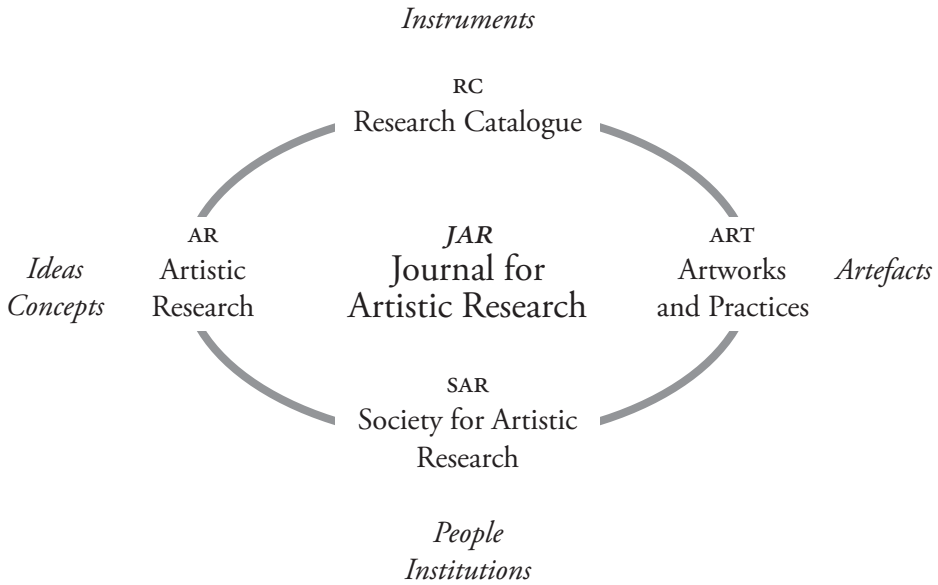 Instruments
RC
Research Catalogue
AR
Artistic
Research
Ideas
Concepts
JAR
Journal for
Artistic Research
ART
Artworks
and Practices
Artefacts
SAR
Society for Artistic
Research
People
Institutions